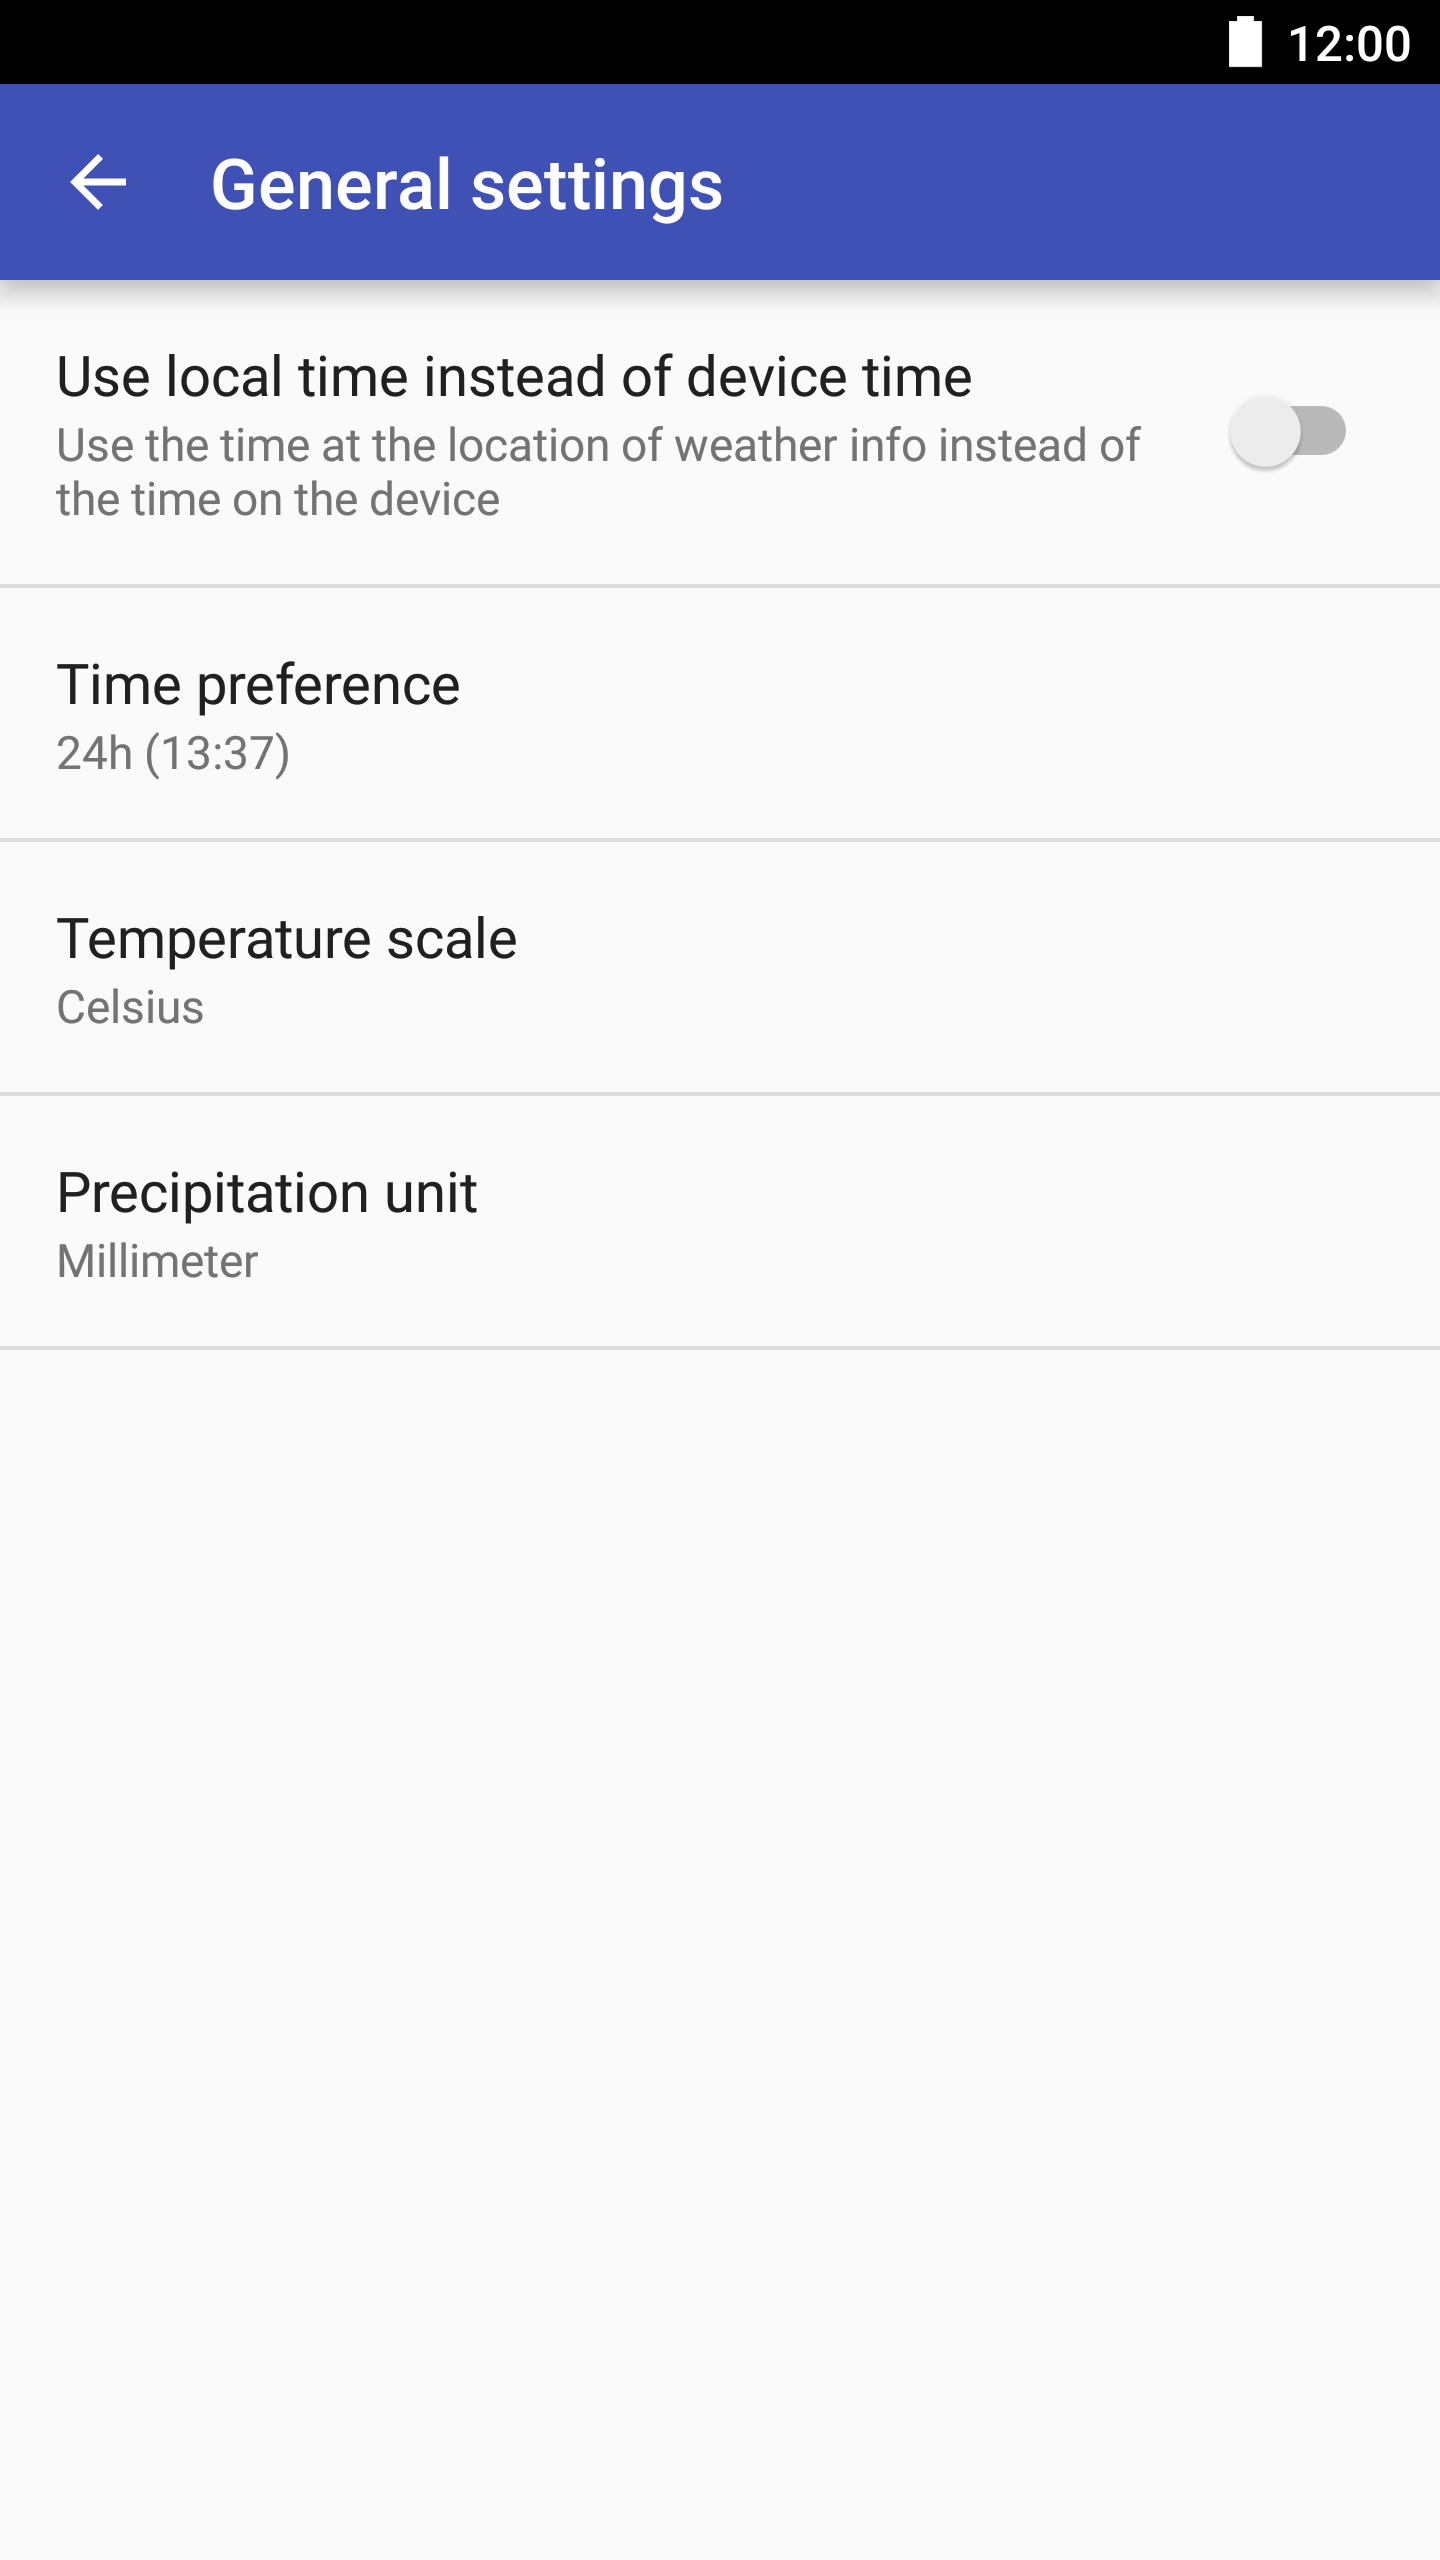 12:00
General settings
Use local time instead of device time
Use the time at the location of weather info instead of
the time on the device
Time preference
24h (13:37)
Temperature scale
Celsius
Precipitation unit
Millimeter